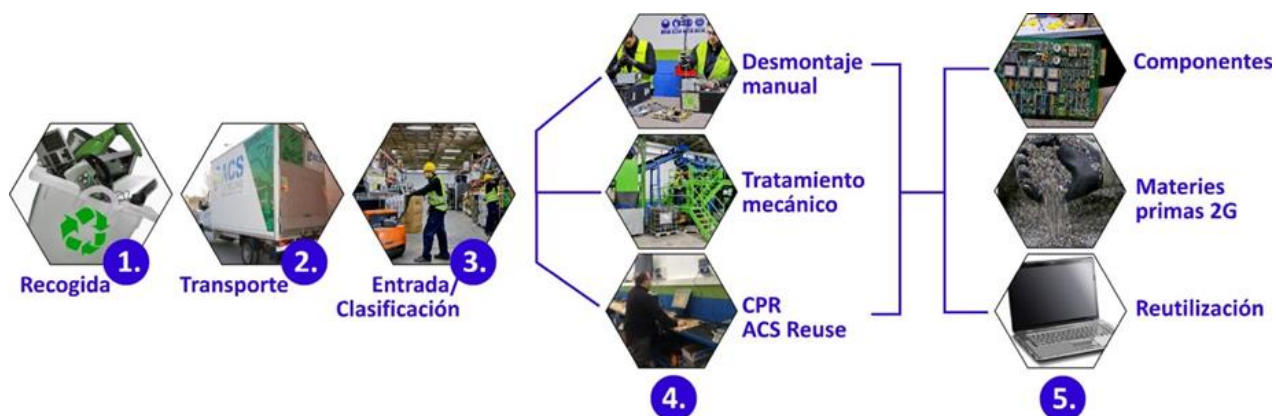 1.
Recogida
ACS
2.
Transporte
3.
Entrada/
Clasificación
Desmontaje
manual
Tratamiento
mecánico
CPR
ACS Reuse
4.
Componentes
Materies
primas 2G
Reutilización
5.